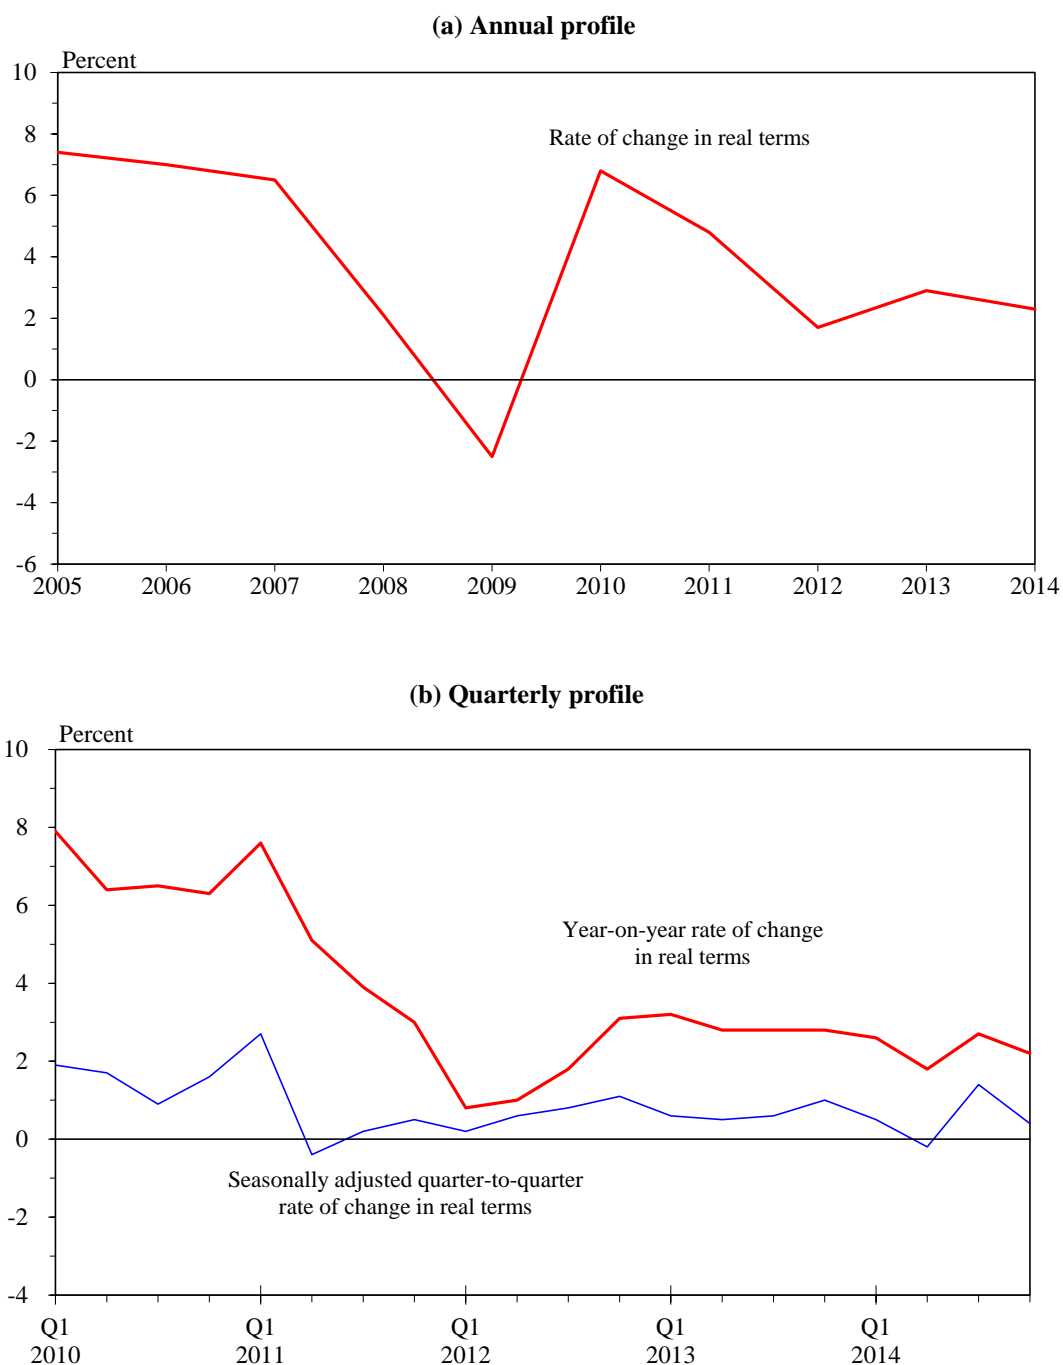 (a) Annual profile
Percent
10
8
6
4
2
0
-2
-4
-6
Rate of change in real terms
2005 2006 2007 2008 2009 2010 2011 2012 2013 2014
(b) Quarterly profile
Percent
10
8
6
4
2
0
-2
-4
Year-on-year rate of change
in real terms
Seasonally adjusted quarter-to-quarter
rate of change in real terms
Q1 Q1 Q1 Q1 Q1
2010 2011 2012 2013 2014